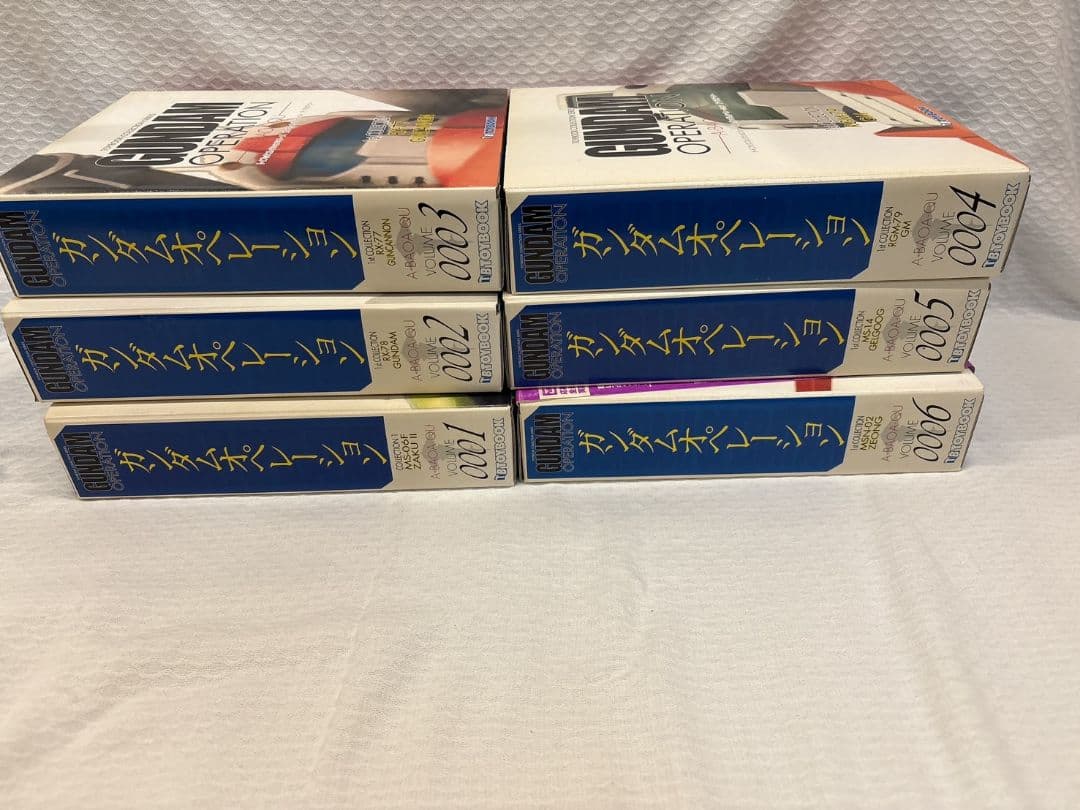 GUNDAM
OPERATION
GUNDAM
OPERATION
ガンダムオペレーション
1st COLLECTION
RX-77
GUNCANNON
A-BAOA-QU
VOLUME
0003
TBTOYBOOK
GUNDAM
OPERATION
GUNDAM
OPERATION
ガンダムオペレーション
1st COLLECTION
RGM-79
GM
A-BAOA-QU
VOLUME
0004
TBTOYBOOK
GUNDAM
OPERATION
ガンダムオペレーション
1st COLLECTION
RX-78
GUNDAM
A-BAOA-QU
VOLUME
0002
TBTOYBOOK
GUNDAM
OPERATION
ガンダムオペレーション
1st COLLECTION
MS-14
GELGOOG
A-BAOA-QU
VOLUME
0005
TBTOYBOOK
GUNDAM
OPERATION
ガンダムオペレーション
COLLECTION 1
MS-06F
ZAKU II
A-BAOA-QU
VOLUME
0001
TBTOYBOOK
GUNDAM
OPERATION
ガンダムオペレーション
1st COLLECTION
MSN-02
ZEONG
A-BAOA-QU
VOLUME
0006
TBTOYBOOK